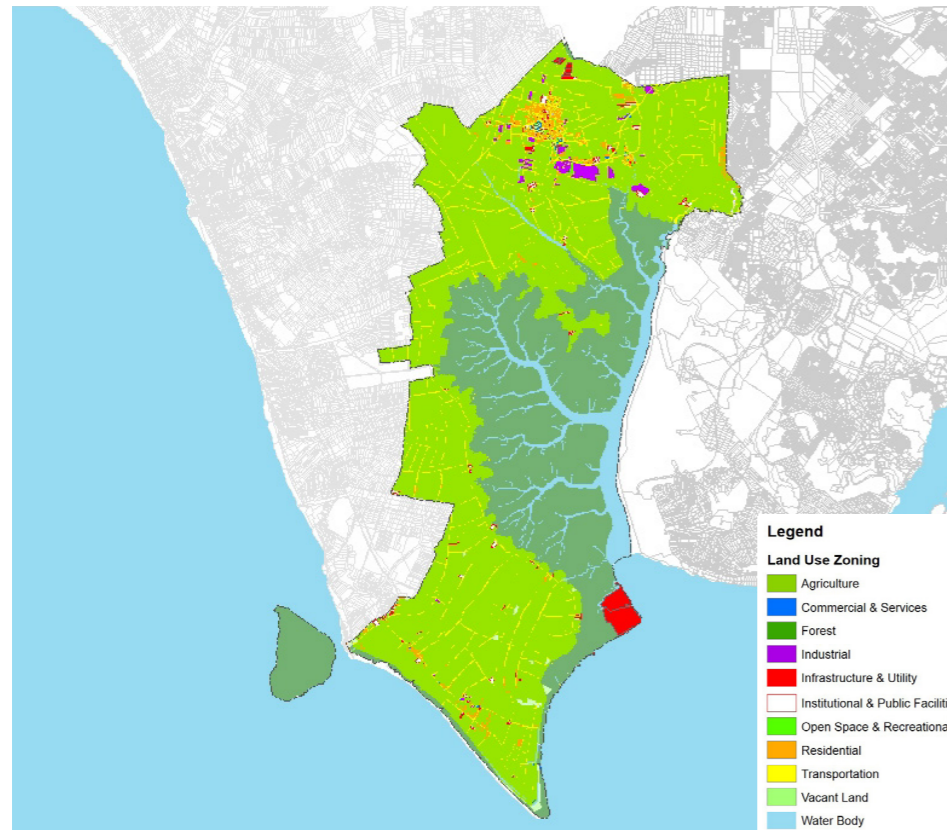 Legend
Land Use Zoning
Agriculture
Commercial & Services
Forest
Industrial
Infrastructure & Utility
Institutional & Public Faciliti
Open Space & Recreationa
Residential
Transportation
Vacant Land
Water Body